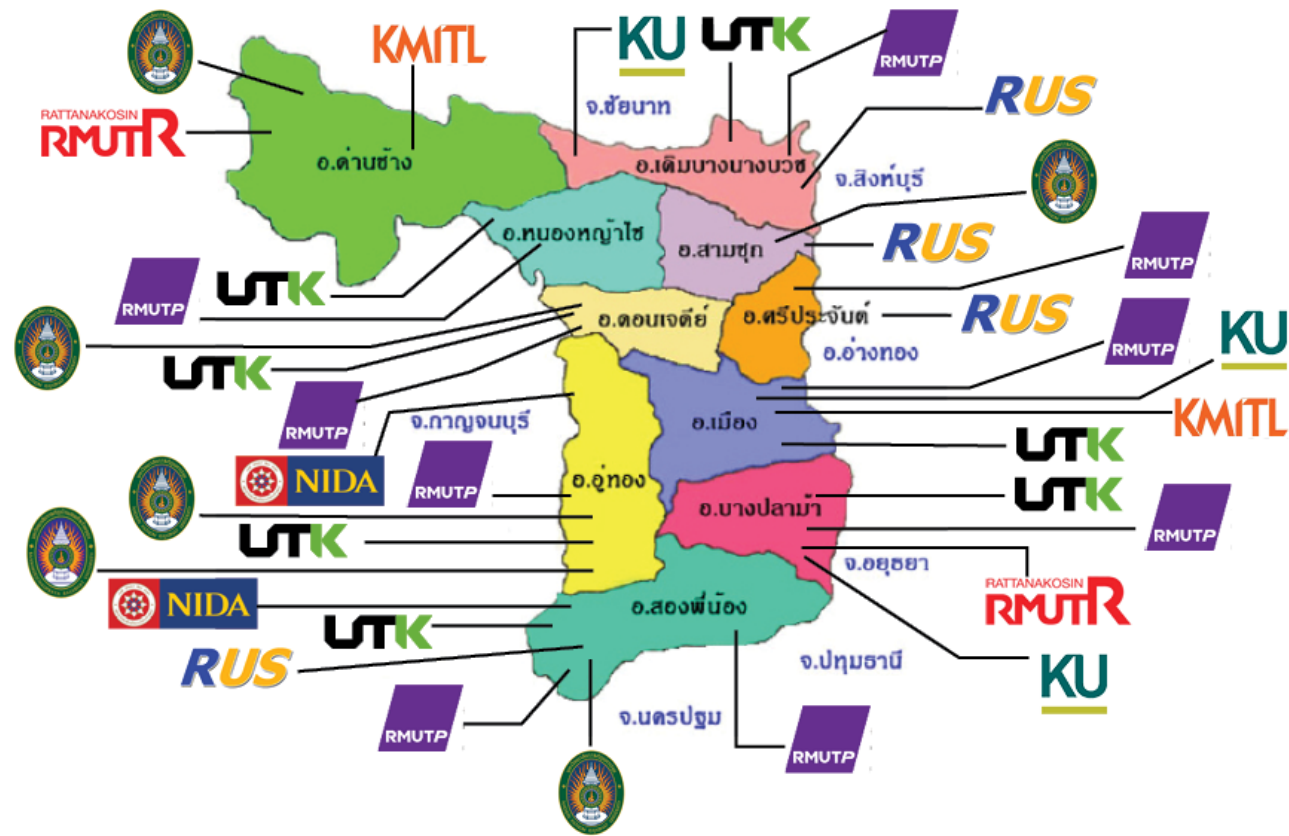 KMITL
KU
UTK
RMUTP
RUS
RATTANAKOSIN
RMUTR
จ.ชัยนาท
อ.ด่านช้าง
อ.เดิมบางนางบวช
จ.สิงห์บุรี
อ.หนองหญ้าไซ
อ.สามชุก
RUS
RMUTP
RMUTP
UTK
อ.ดอนเจดีย์
อ.ศรีประจันต์
RUS
RMUTP
KU
อ.อ่างทอง
UTK
RMUTP
จ.กาญจนบุรี
อ.เมือง
KMITL
UTK
NIDA
RMUTP
อ.อู่ทอง
อ.บางปลาม้า
UTK
RMUTP
UTK
จ.อยุธยา
NIDA
RATTANAKOSIN
RMUTR
อ.สองพี่น้อง
UTK
RUS
จ.ปทุมธานี
KU
RMUTP
จ.นครปฐม
RMUTP